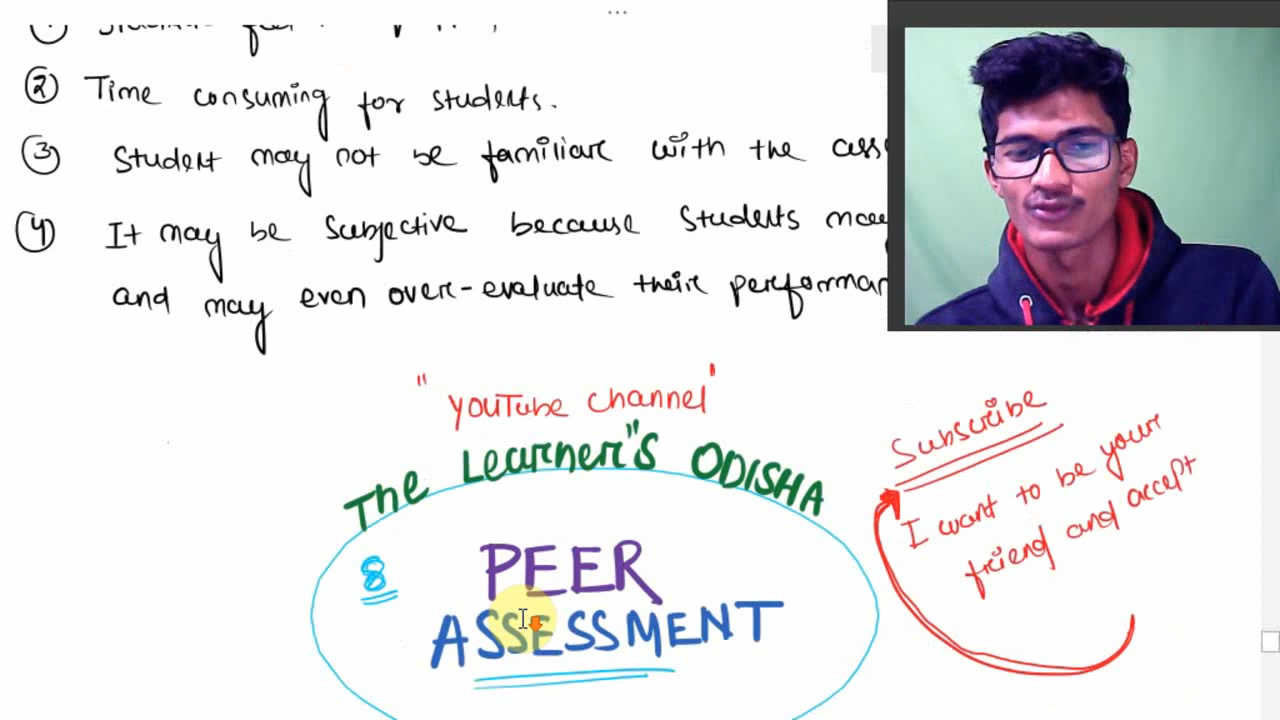 ② Time consuming for students.
③ Student may not be familiar with the
④ It may be Subjective because Students may
and may even over-evaluate their
"YouTube channel"
The Learner"s ODISHA
8 PEER
ASSESSMENT
Subscribe
I want to be your
friend and accept